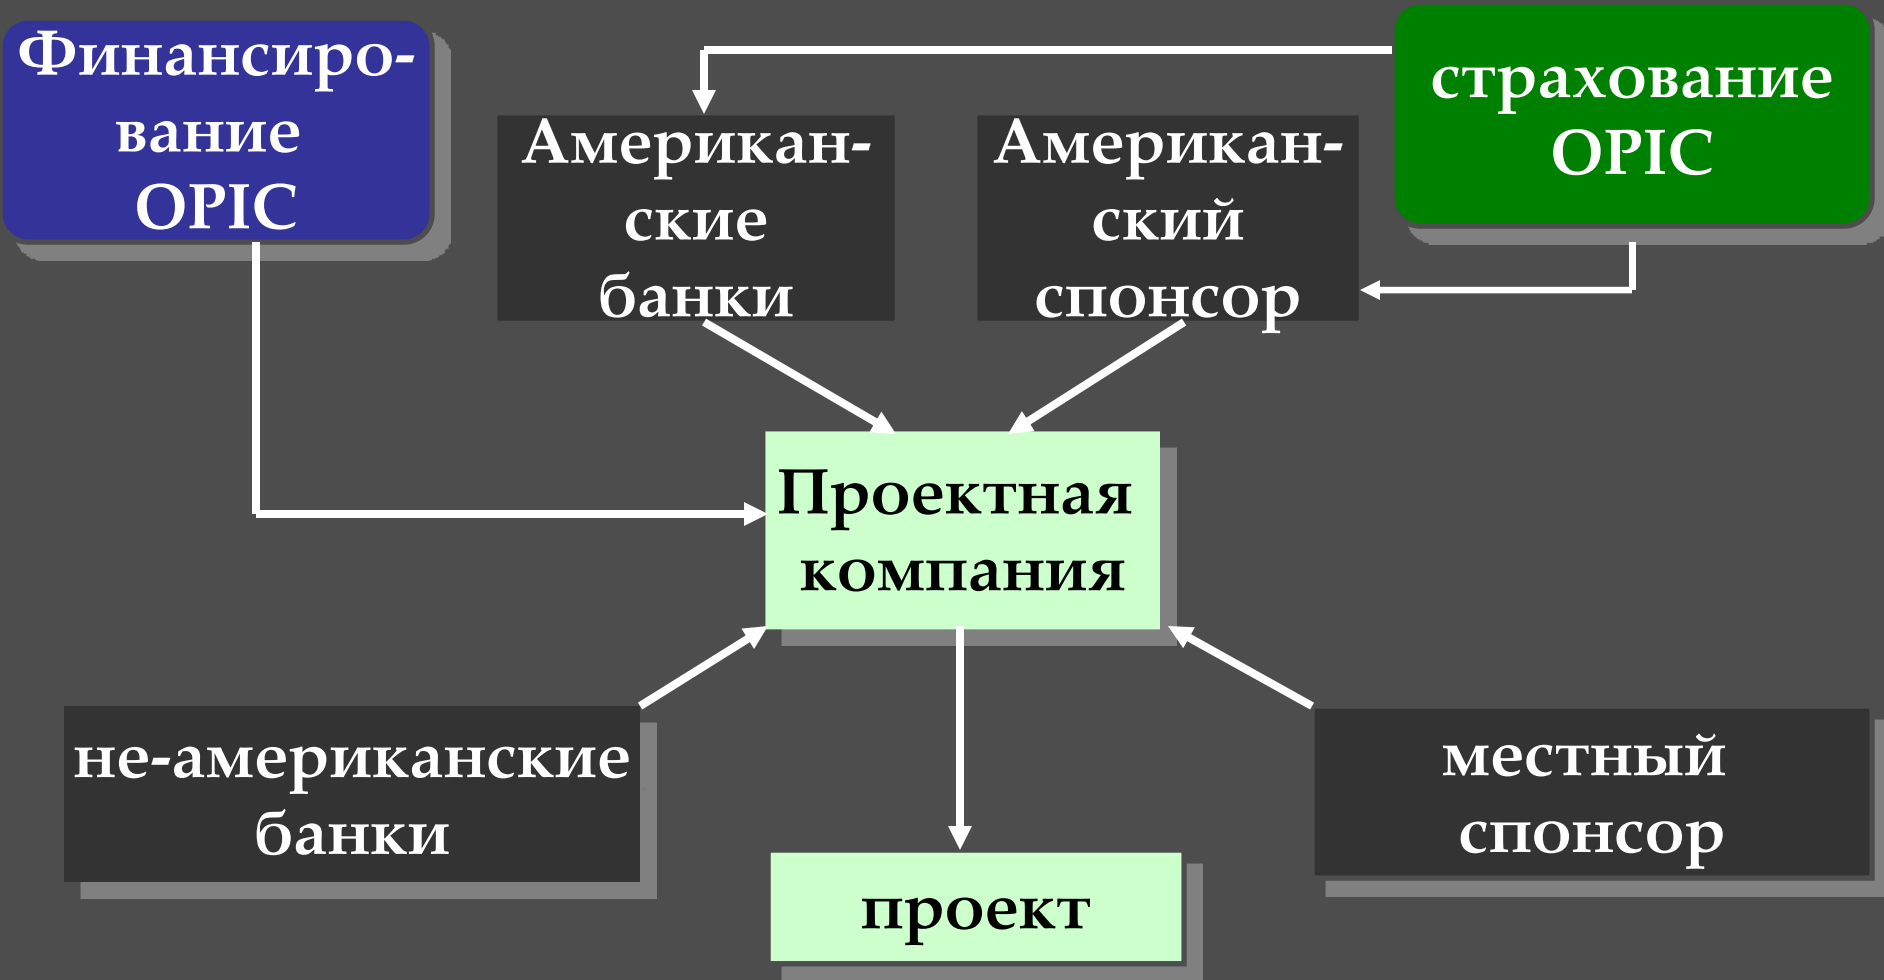 Финансиро-
вание
OPIC
Американ-
ские
банки
Американ-
ский
спонсор
страхование
OPIC
Проектная
компания
не-американские
банки
местный
спонсор
проект